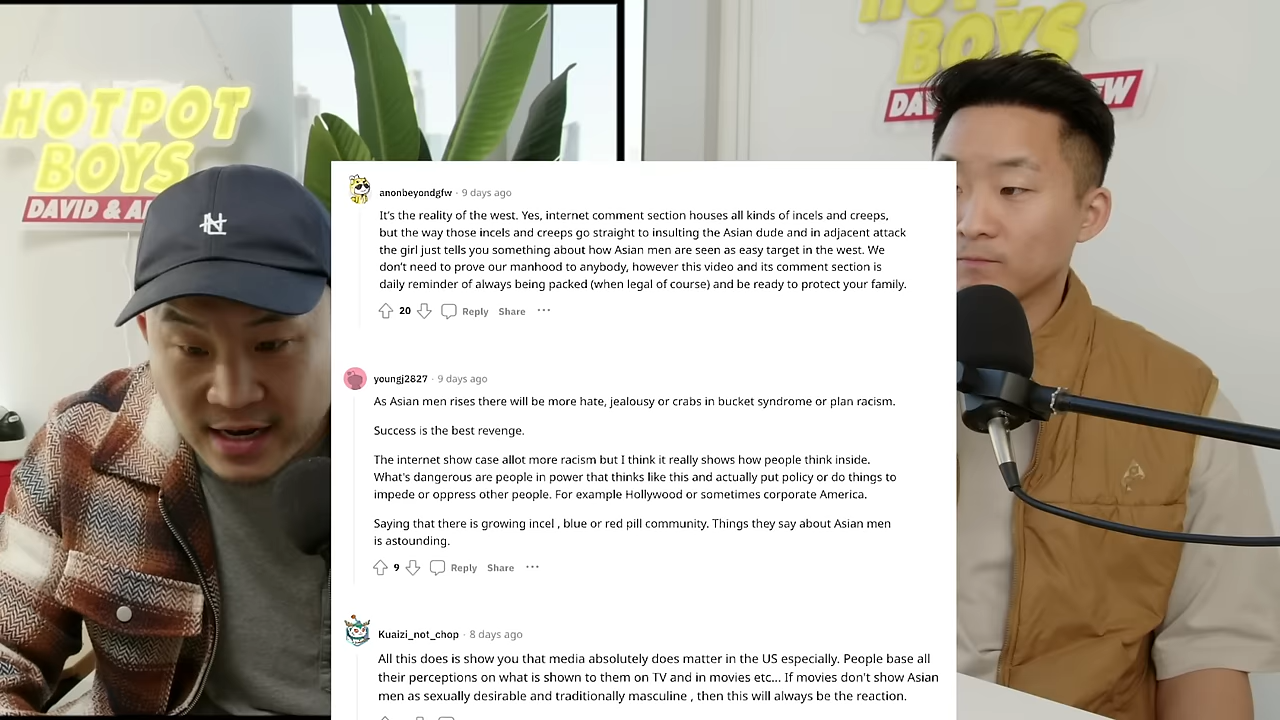 HOTPOT
BOYS
DAVID & A
HOT
BOYS
DA
EW
anonbeyondgfw · 9 days ago
It's the reality of the west. Yes, internet comment section houses all kinds of incels and creeps,
but the way those incels and creeps go straight to insulting the Asian dude and in adjacent attack
the girl just tells you something about how Asian men are seen as easy target in the west. We
don't need to prove our manhood to anybody, however this video and its comment section is
daily reminder of always being packed (when legal of course) and be ready to protect your family.
20 Reply Share ···
youngj2827 · 9 days ago
As Asian men rises there will be more hate, jealousy or crabs in bucket syndrome or plan racism.
Success is the best revenge.
The internet show case allot more racism but I think it really shows how people think inside.
What's dangerous are people in power that thinks like this and actually put policy or do things to
impede or oppress other people. For example Hollywood or sometimes corporate America.
Saying that there is growing incel , blue or red pill community. Things they say about Asian men
is astounding.
9 Reply Share ···
Kuaizi_not_chop · 8 days ago
All this does is show you that media absolutely does matter in the US especially. People base all
their perceptions on what is shown to them on TV and in movies etc... If movies don't show Asian
men as sexually desirable and traditionally masculine , then this will always be the reaction.